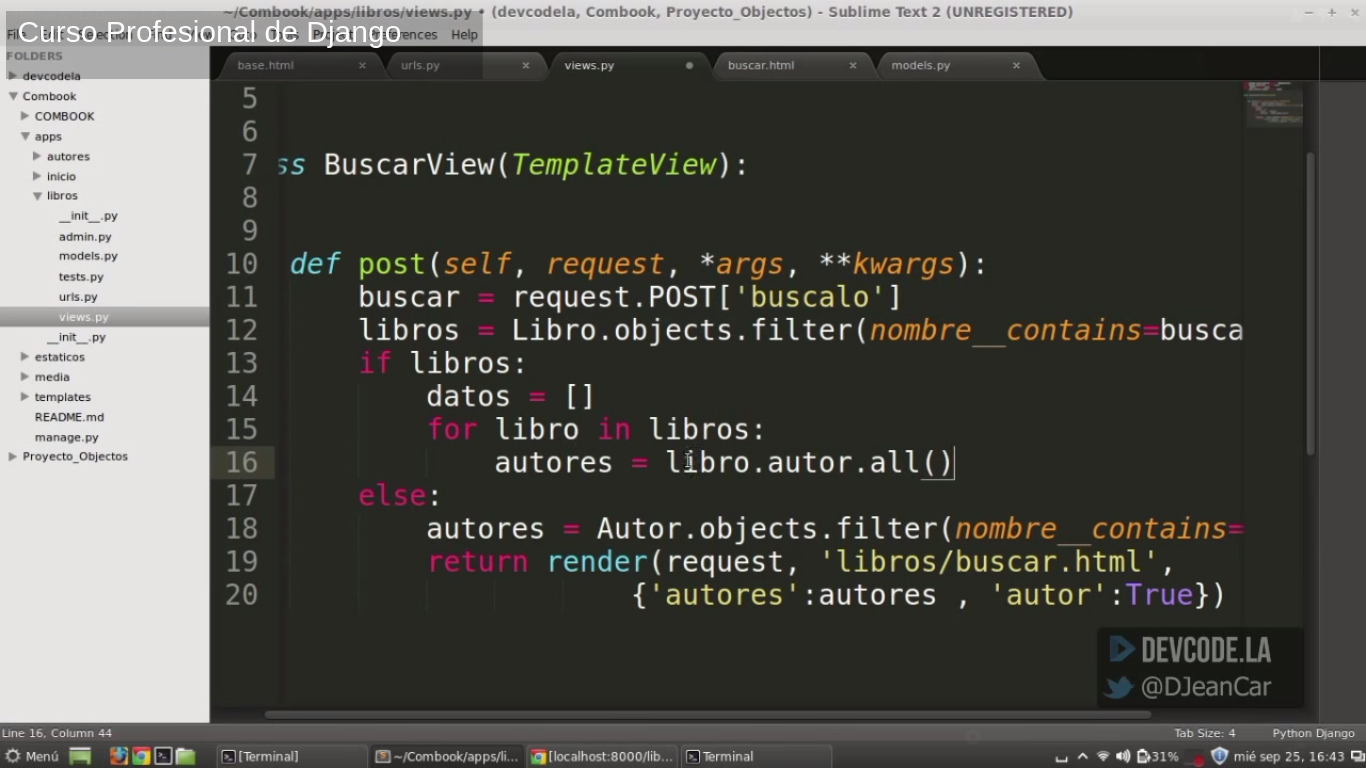 ~/Combook/apps/libros/views.py • (devcodela, Combook, Proyecto_Objectos) - Sublime Text 2 (UNREGISTERED)
Curso Profesional de Django
Help
FOLDERS
devcodela
Combook
COMBOOK
apps
autores
inicio
libros
__init__.py
admin.py
models.py
tests.py
urls.py
views.py
__init__.py
estaticos
media
templates
README.md
manage.py
Proyecto_Objectos
base.html urls.py views.py buscar.html models.py
5
6
7 ss BuscarView(TemplateView):
8
9
10 def post(self, request, *args, **kwargs):
11 buscar = request.POST['buscalo']
12 libros = Libro.objects.filter(nombre__contains=busca
13 if libros:
14 datos = []
15 for libro in libros:
16 autores = libro.autor.all()
17 else:
18 autores = Autor.objects.filter(nombre__contains=
19 return render(request, 'libros/buscar.html',
20 {'autores':autores , 'autor':True})
DEVCODE.LA
@DJeanCar
Line 16, Column 44 Tab Size: 4 Python Django
Menú [Terminal] ~/Combook/apps/li... [localhost:8000/lib... Terminal 31% mié sep 25, 16:43